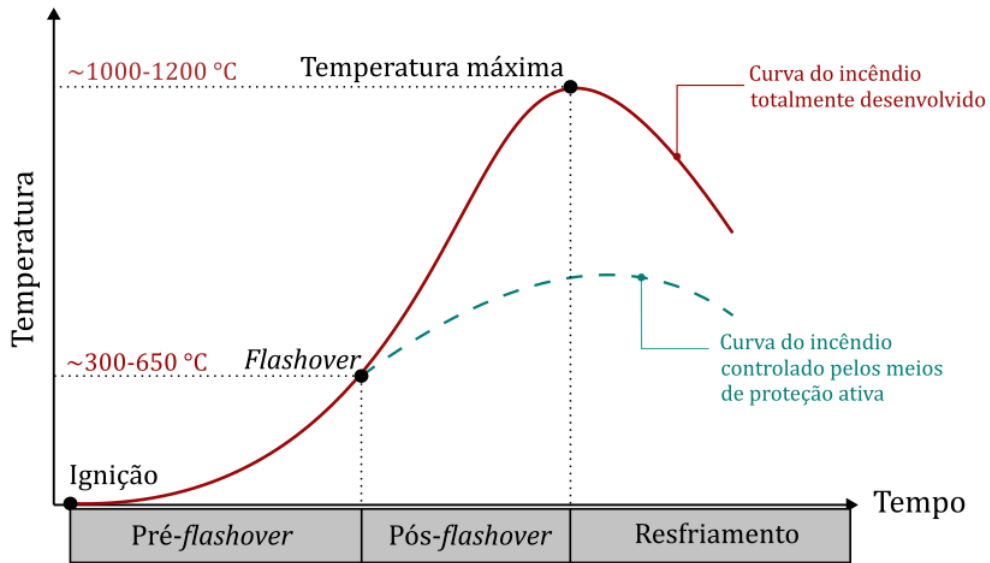 ~1000-1200 °C
Temperatura máxima
Curva do incêndio
totalmente desenvolvido
Temperatura
~300-650 °C
Flashover
Curva do incêndio
controlado pelos meios
de proteção ativa
Ignição
Tempo
Pré-flashover
Pós-flashover
Resfriamento